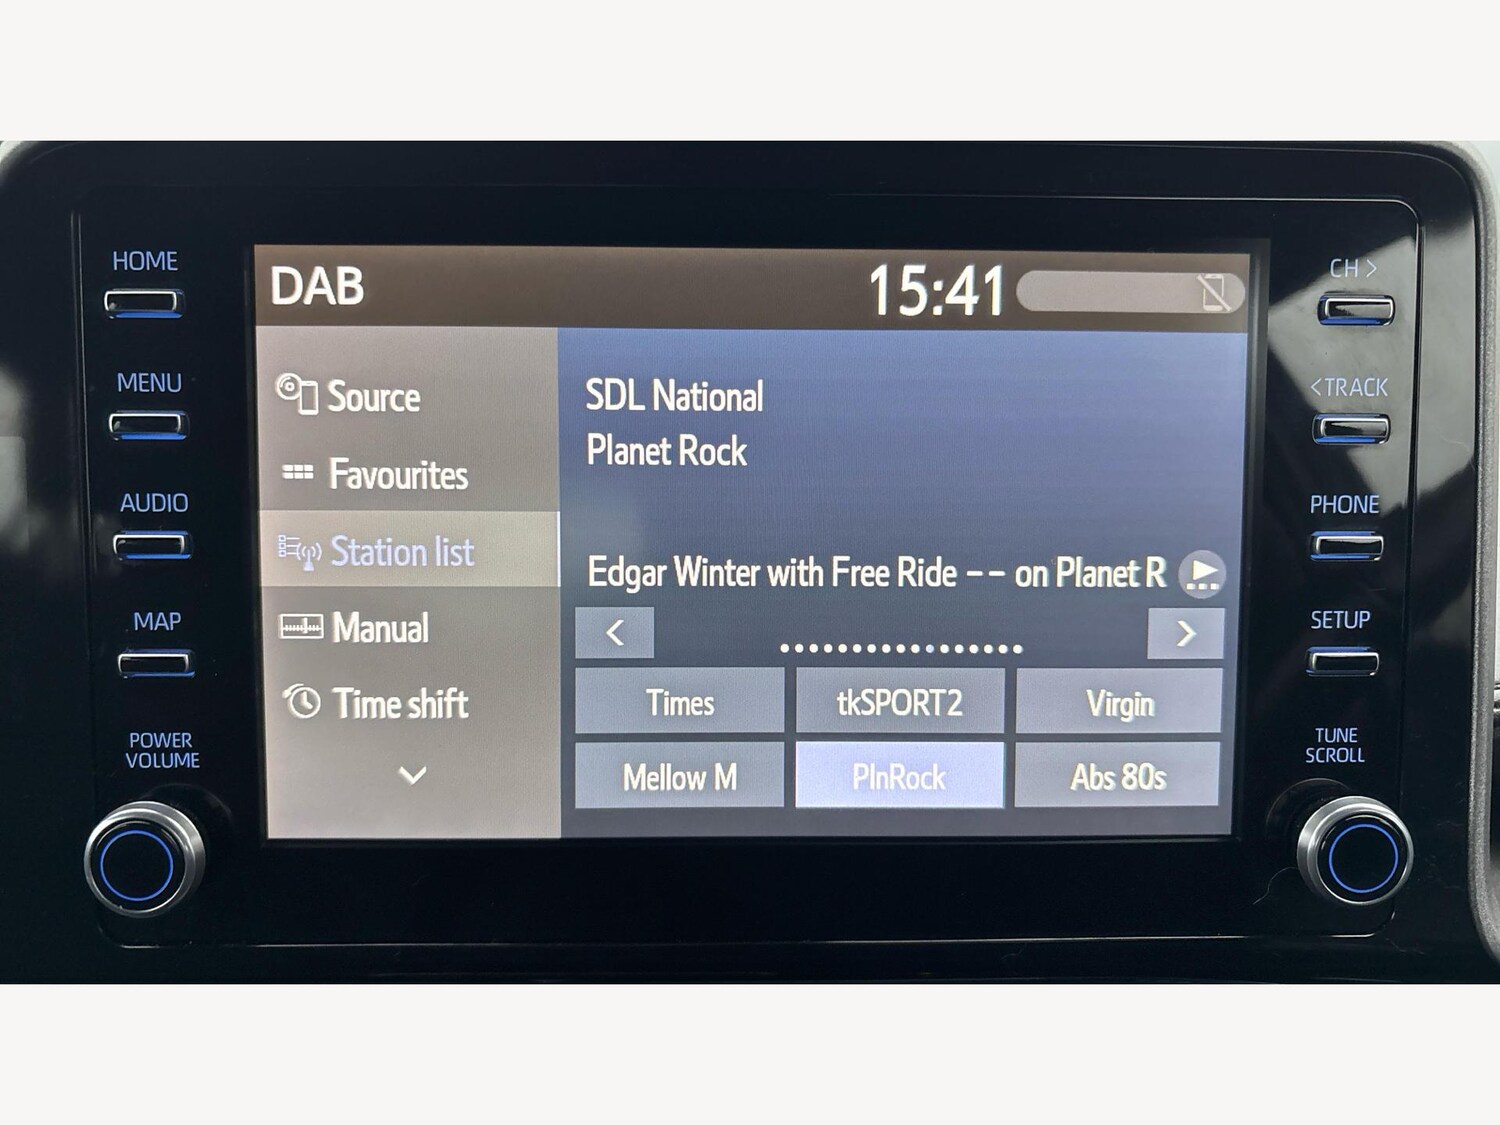 HOME
MENU
AUDIO
MAP
POWER
VOLUME
DAB
15:41
Source
Favourites
Station list
Manual
Time shift
SDL National
Planet Rock
Edgar Winter with Free Ride -- on Planet R
<
>
Times
tkSPORT2
Virgin
Mellow M
PlnRock
Abs 80s
CH >
< TRACK
PHONE
SETUP
TUNE
SCROLL